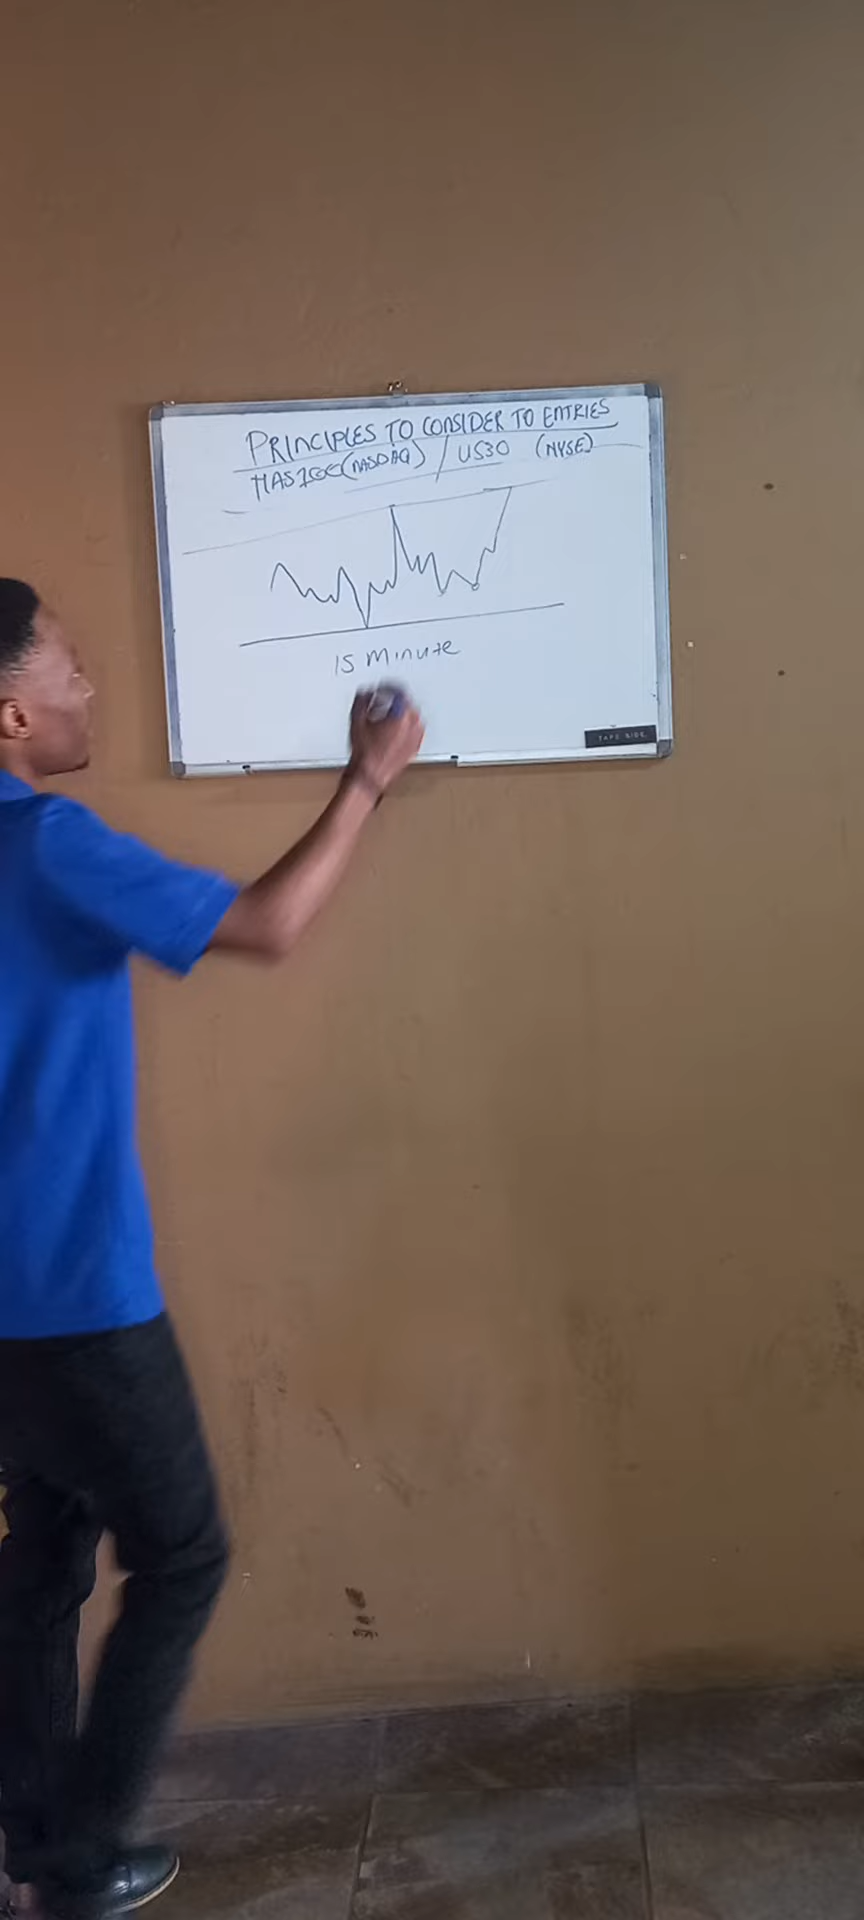 PRINCIPLES TO CONSIDER TO ENTRIES
NAS100(NASDAQ) / US30 (NYSE)
15 Minute